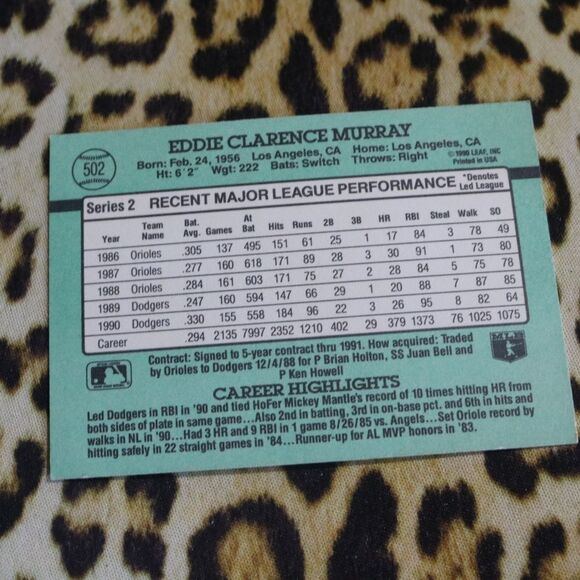 EDDIE CLARENCE MURRAY
502
Born: Feb. 24, 1956 Los Angeles, CA Home: Los Angeles, CA
Ht: 6'2" Wgt: 222 Bats: Switch Throws: Right
©1990 LEAF, INC
Printed in USA
Series 2 RECENT MAJOR LEAGUE PERFORMANCE *Denotes Led League
Year Team Name Bat. Avg. Games At Bat Hits Runs 2B 3B HR RBI Steal Walk SO
1986 Orioles .305 137 495 151 61 25 1 17 84 3 78 49
1987 Orioles .277 160 618 171 89 28 3 30 91 1 73 80
1988 Orioles .284 161 603 171 75 27 2 28 84 5 75 78
1989 Dodgers .247 160 594 147 66 29 1 20 88 7 87 85
1990 Dodgers .330 155 558 184 96 22 3 26 95 8 82 64
Career .294 2135 7997 2352 1210 402 29 379 1373 76 1025 1075
Contract: Signed to 5-year contract thru 1991. How acquired: Traded
by Orioles to Dodgers 12/4/88 for P Brian Holton, SS Juan Bell and
P Ken Howell
CAREER HIGHLIGHTS
Led Dodgers in RBI in '90 and tied HoFer Mickey Mantle's record of 10 times hitting HR from
both sides of plate in same game...Also 2nd in batting, 3rd in on-base pct. and 6th in hits and
walks in NL in '90...Had 3 HR and 9 RBI in 1 game 8/26/85 vs. Angels...Set Oriole record by
hitting safely in 22 straight games in '84...Runner-up for AL MVP honors in '83.